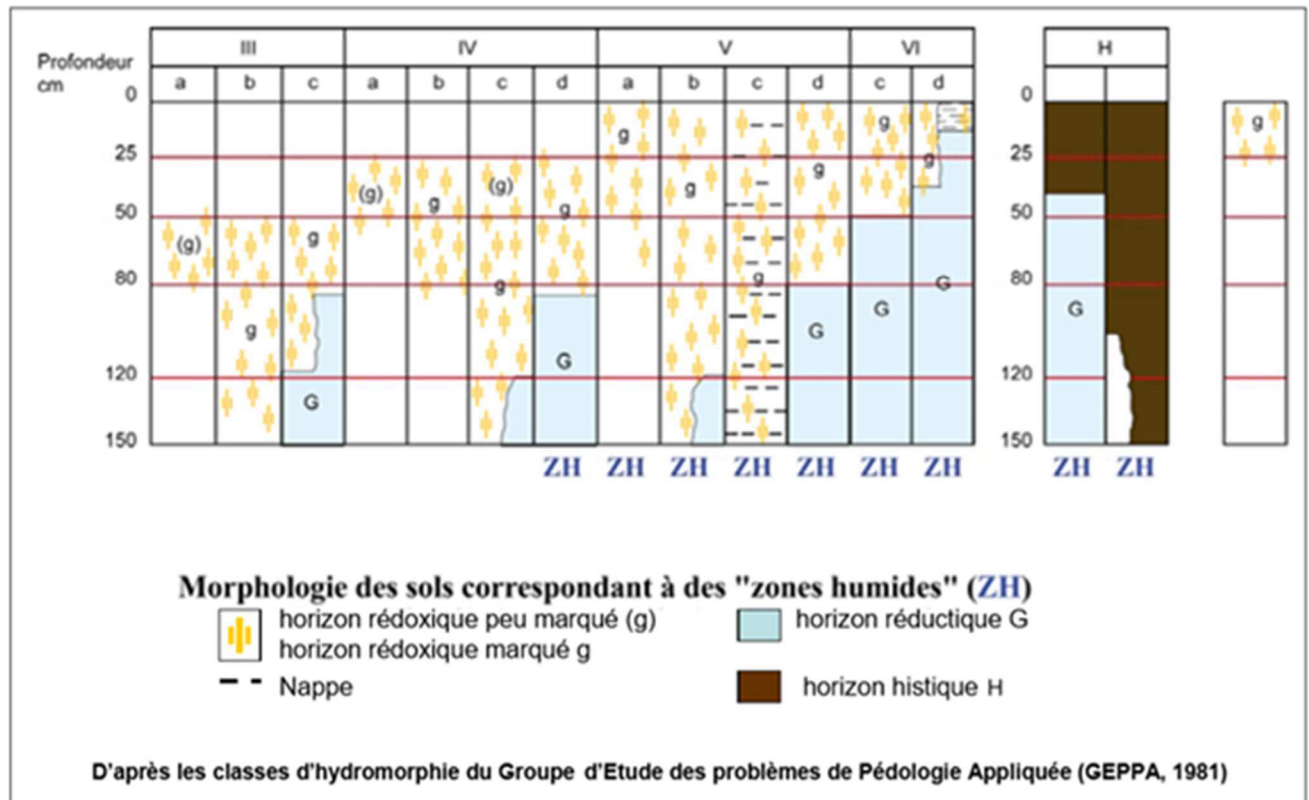 III IV V VI H
Profondeur
cm
a b c a b c d a b c d c d
0 0
g g g
25 25
(g) g (g) g g g
50 50
(g) g g
80 g g G 80
g G G G
120 G 120
G
150 150
ZH ZH ZH ZH ZH ZH ZH ZH ZH
Morphologie des sols correspondant à des "zones humides" (ZH)
horizon rédoxique peu marqué (g) horizon réductique G
horizon rédoxique marqué g
Nappe horizon histique H
D'après les classes d'hydromorphie du Groupe d'Etude des problèmes de Pédologie Appliquée (GEPPA, 1981)